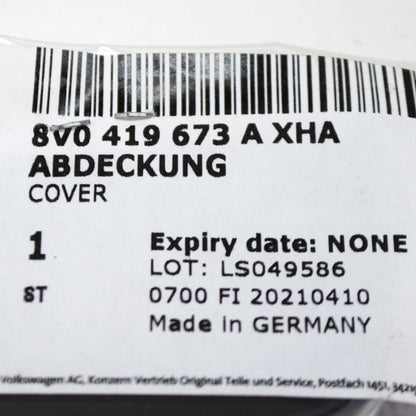 8V0 419 673 A XHA
ABDECKUNG
COVER
1 Expiry date: NONE
LOT: LS049586
ST 0700 FI 20210410
Made in GERMANY
Volkswagen AG, Konzern Vertrieb Original Teile und Service, Postfach 1451,